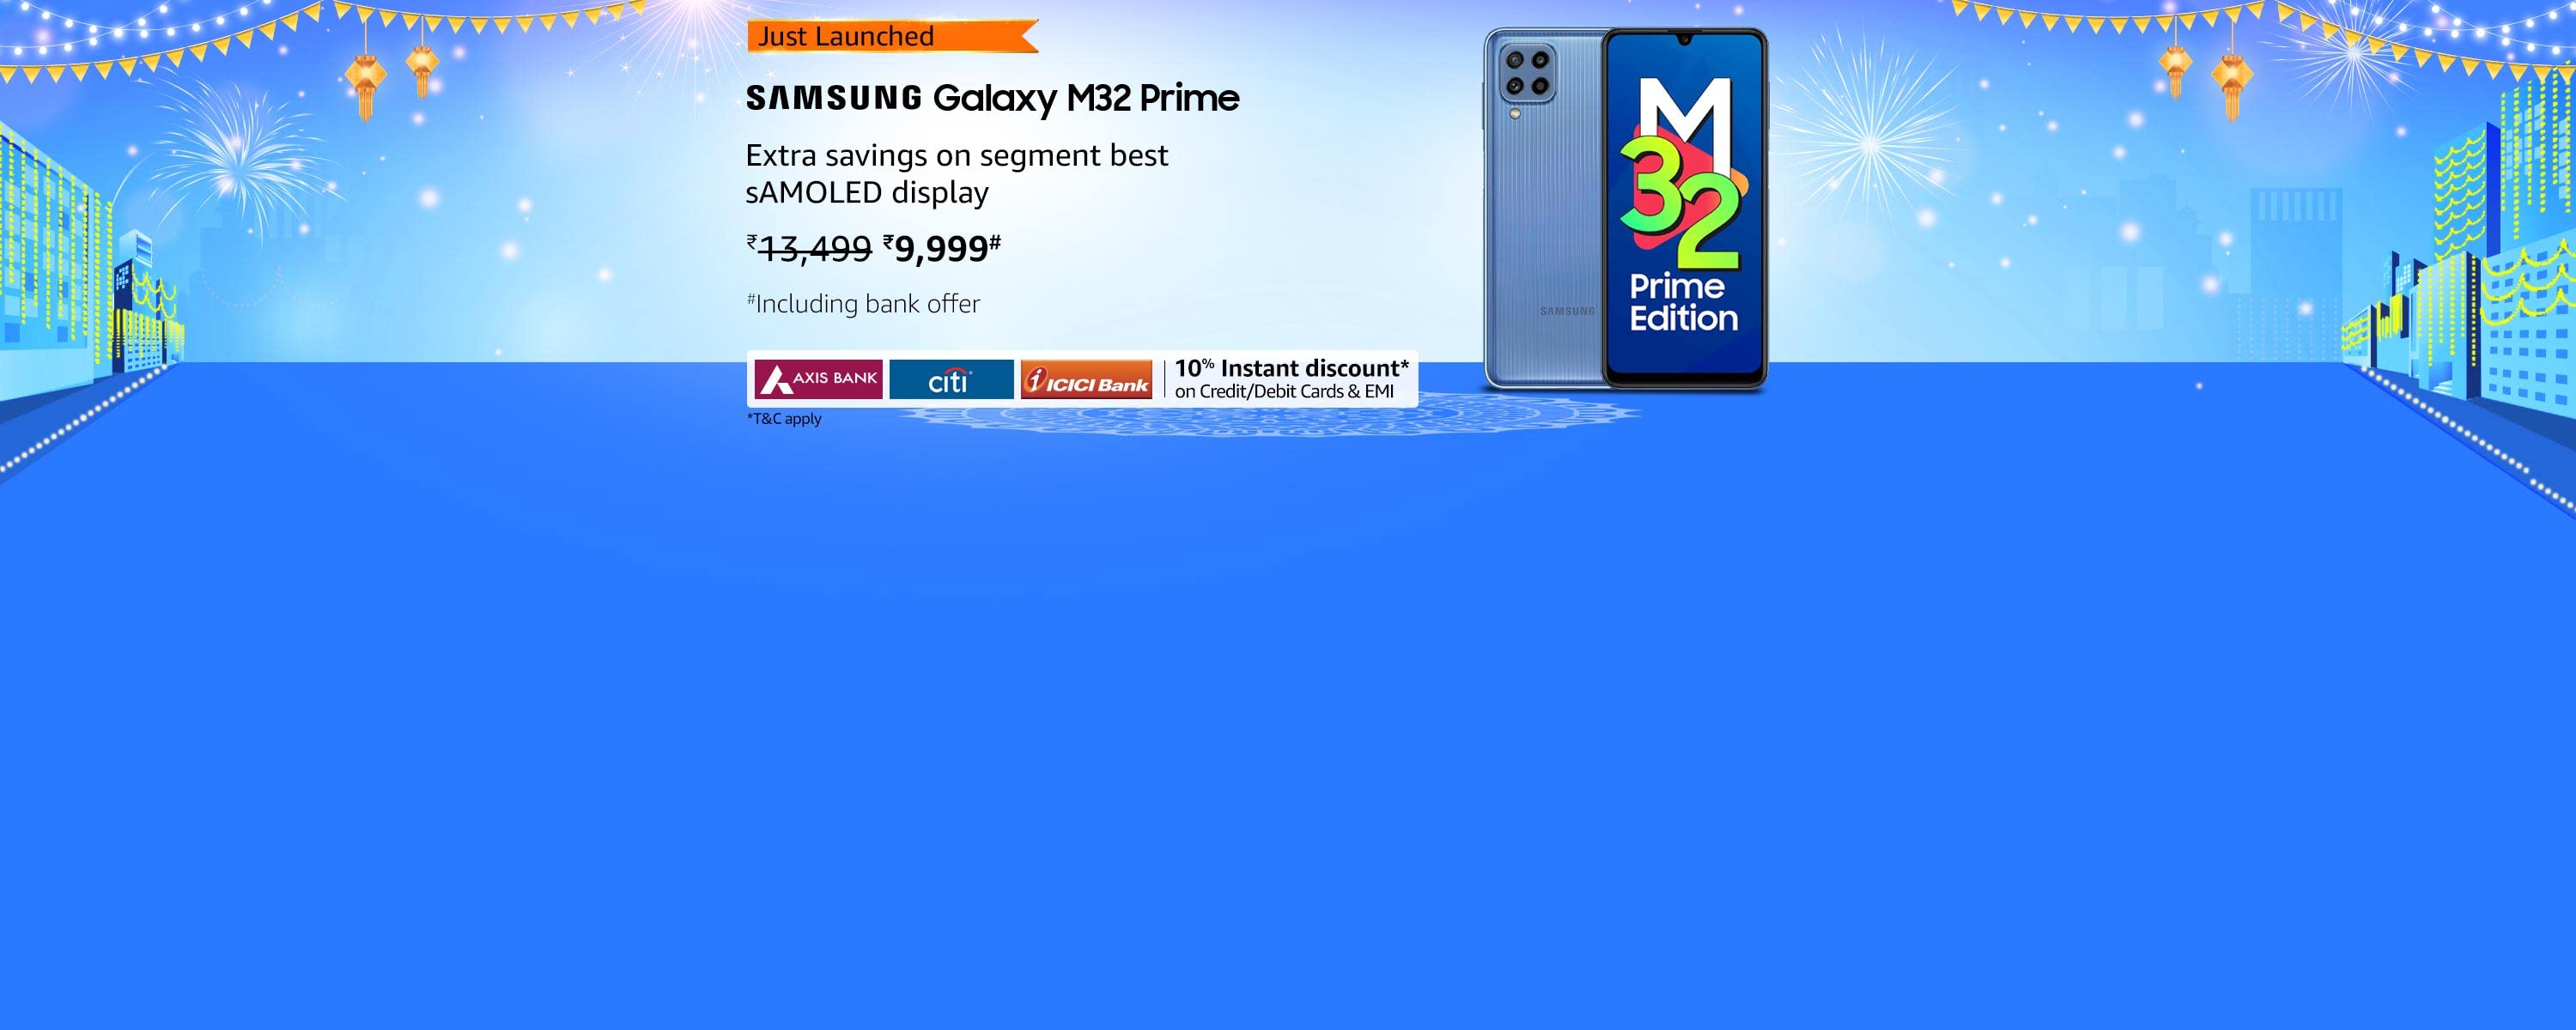 Just Launched
SAMSUNG Galaxy M32 Prime
Extra savings on segment best
sAMOLED display
₹13,499 ₹9,999#
#Including bank offer
AXIS BANK citi ICICI Bank 10% Instant discount*
on Credit/Debit Cards & EMI
*T&C apply
SAMSUNG
M
32
Prime
Edition